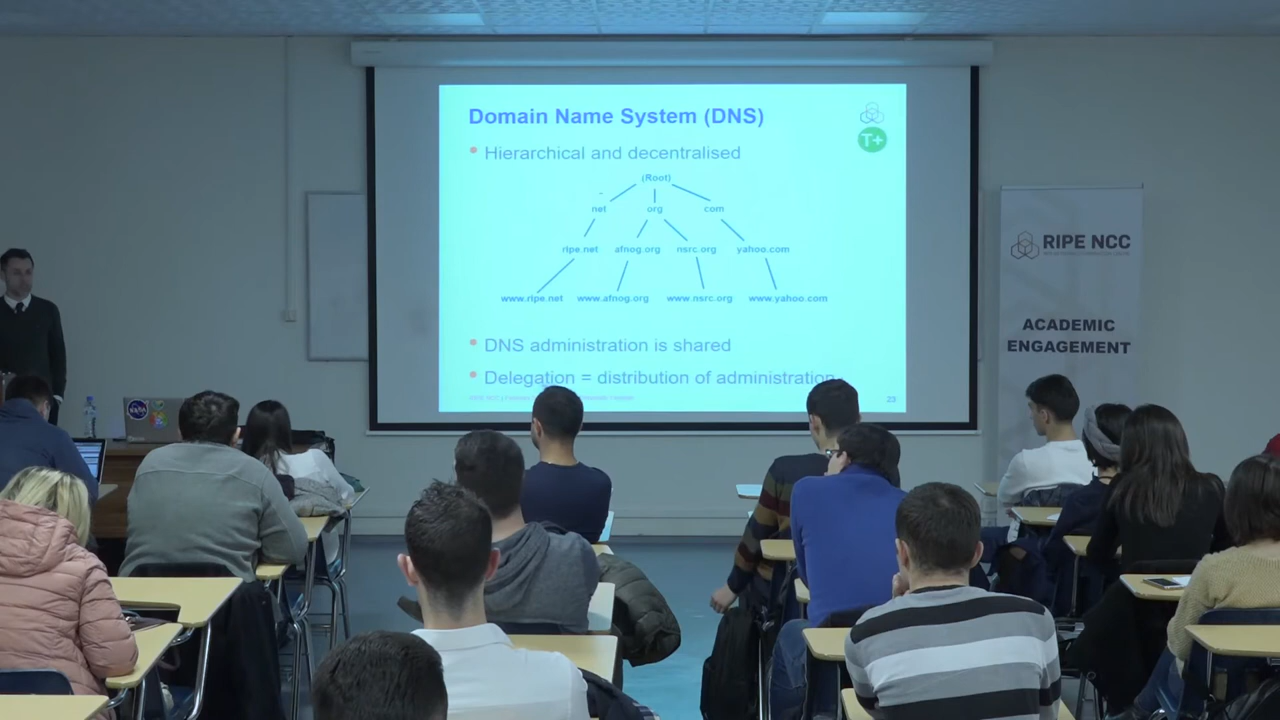 Domain Name System (DNS)
T+
Hierarchical and decentralised
(Root)
net org com
ripe.net afnog.org nsrc.org yahoo.com
www.ripe.net www.afnog.org www.nsrc.org www.yahoo.com
DNS administration is shared
Delegation = distribution of administration
23
RIPE NCC
ACADEMIC
ENGAGEMENT
NASA